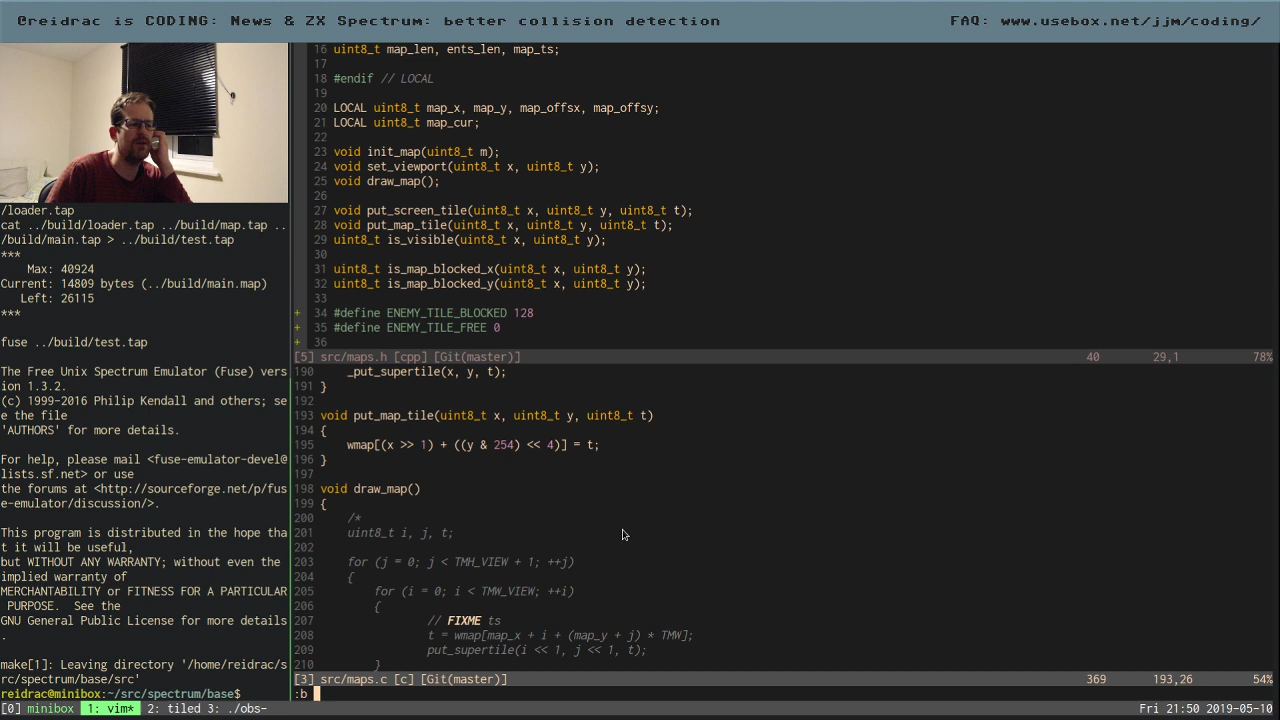 @reidrac is CODING: News & ZX Spectrum: better collision detection
FAQ: www.usebox.net/jjm/coding/
/loader.tap
cat ../build/loader.tap ../build/map.tap ..
/build/main.tap > ../build/test.tap
***
Max: 40924
Current: 14809 bytes (../build/main.map)
Left: 26115
***
fuse ../build/test.tap
The Free Unix Spectrum Emulator (Fuse) vers
ion 1.3.2.
(c) 1999-2016 Philip Kendall and others; se
e the file
'AUTHORS' for more details.
For help, please mail <fuse-emulator-devel@
lists.sf.net> or use
the forums at <http://sourceforge.net/p/fus
e-emulator/discussion/>.
This program is distributed in the hope tha
t it will be useful,
but WITHOUT ANY WARRANTY; without even the
implied warranty of
MERCHANTABILITY or FITNESS FOR A PARTICULAR
PURPOSE.  See the
GNU General Public License for more details
.
make[1]: Leaving directory '/home/reidrac/s
rc/spectrum/base/src'
reidrac@minibox:~/src/spectrum/base$
16 uint8_t map_len, ents_len, map_ts;
17
18 #endif // LOCAL
19
20 LOCAL uint8_t map_x, map_y, map_offsx, map_offsy;
21 LOCAL uint8_t map_cur;
22
23 void init_map(uint8_t m);
24 void set_viewport(uint8_t x, uint8_t y);
25 void draw_map();
26
27 void put_screen_tile(uint8_t x, uint8_t y, uint8_t t);
28 void put_map_tile(uint8_t x, uint8_t y, uint8_t t);
29 uint8_t is_visible(uint8_t x, uint8_t y);
30
31 uint8_t is_map_blocked_x(uint8_t x, uint8_t y);
32 uint8_t is_map_blocked_y(uint8_t x, uint8_t y);
33
+ 34 #define ENEMY_TILE_BLOCKED 128
+ 35 #define ENEMY_TILE_FREE 0
+ 36
[5] src/maps.h [cpp] [Git(master)] 40 29,1 78%
190 _put_supertile(x, y, t);
191 }
192
193 void put_map_tile(uint8_t x, uint8_t y, uint8_t t)
194 {
195 wmap[(x >> 1) + ((y & 254) << 4)] = t;
196 }
197
198 void draw_map()
199 {
200 /*
201 uint8_t i, j, t;
202
203 for (j = 0; j < TMH_VIEW + 1; ++j)
204 {
205 for (i = 0; i < TMW_VIEW; ++i)
206 {
207 // FIXME ts
208 t = wmap[map_x + i + (map_y + j) * TMW];
209 put_supertile(i << 1, j << 1, t);
210 }
[3] src/maps.c [c] [Git(master)] 369 193,26 54%
:b
[0] minibox 1: vim* 2: tiled 3: ./obs- Fri 21:50 2019-05-10